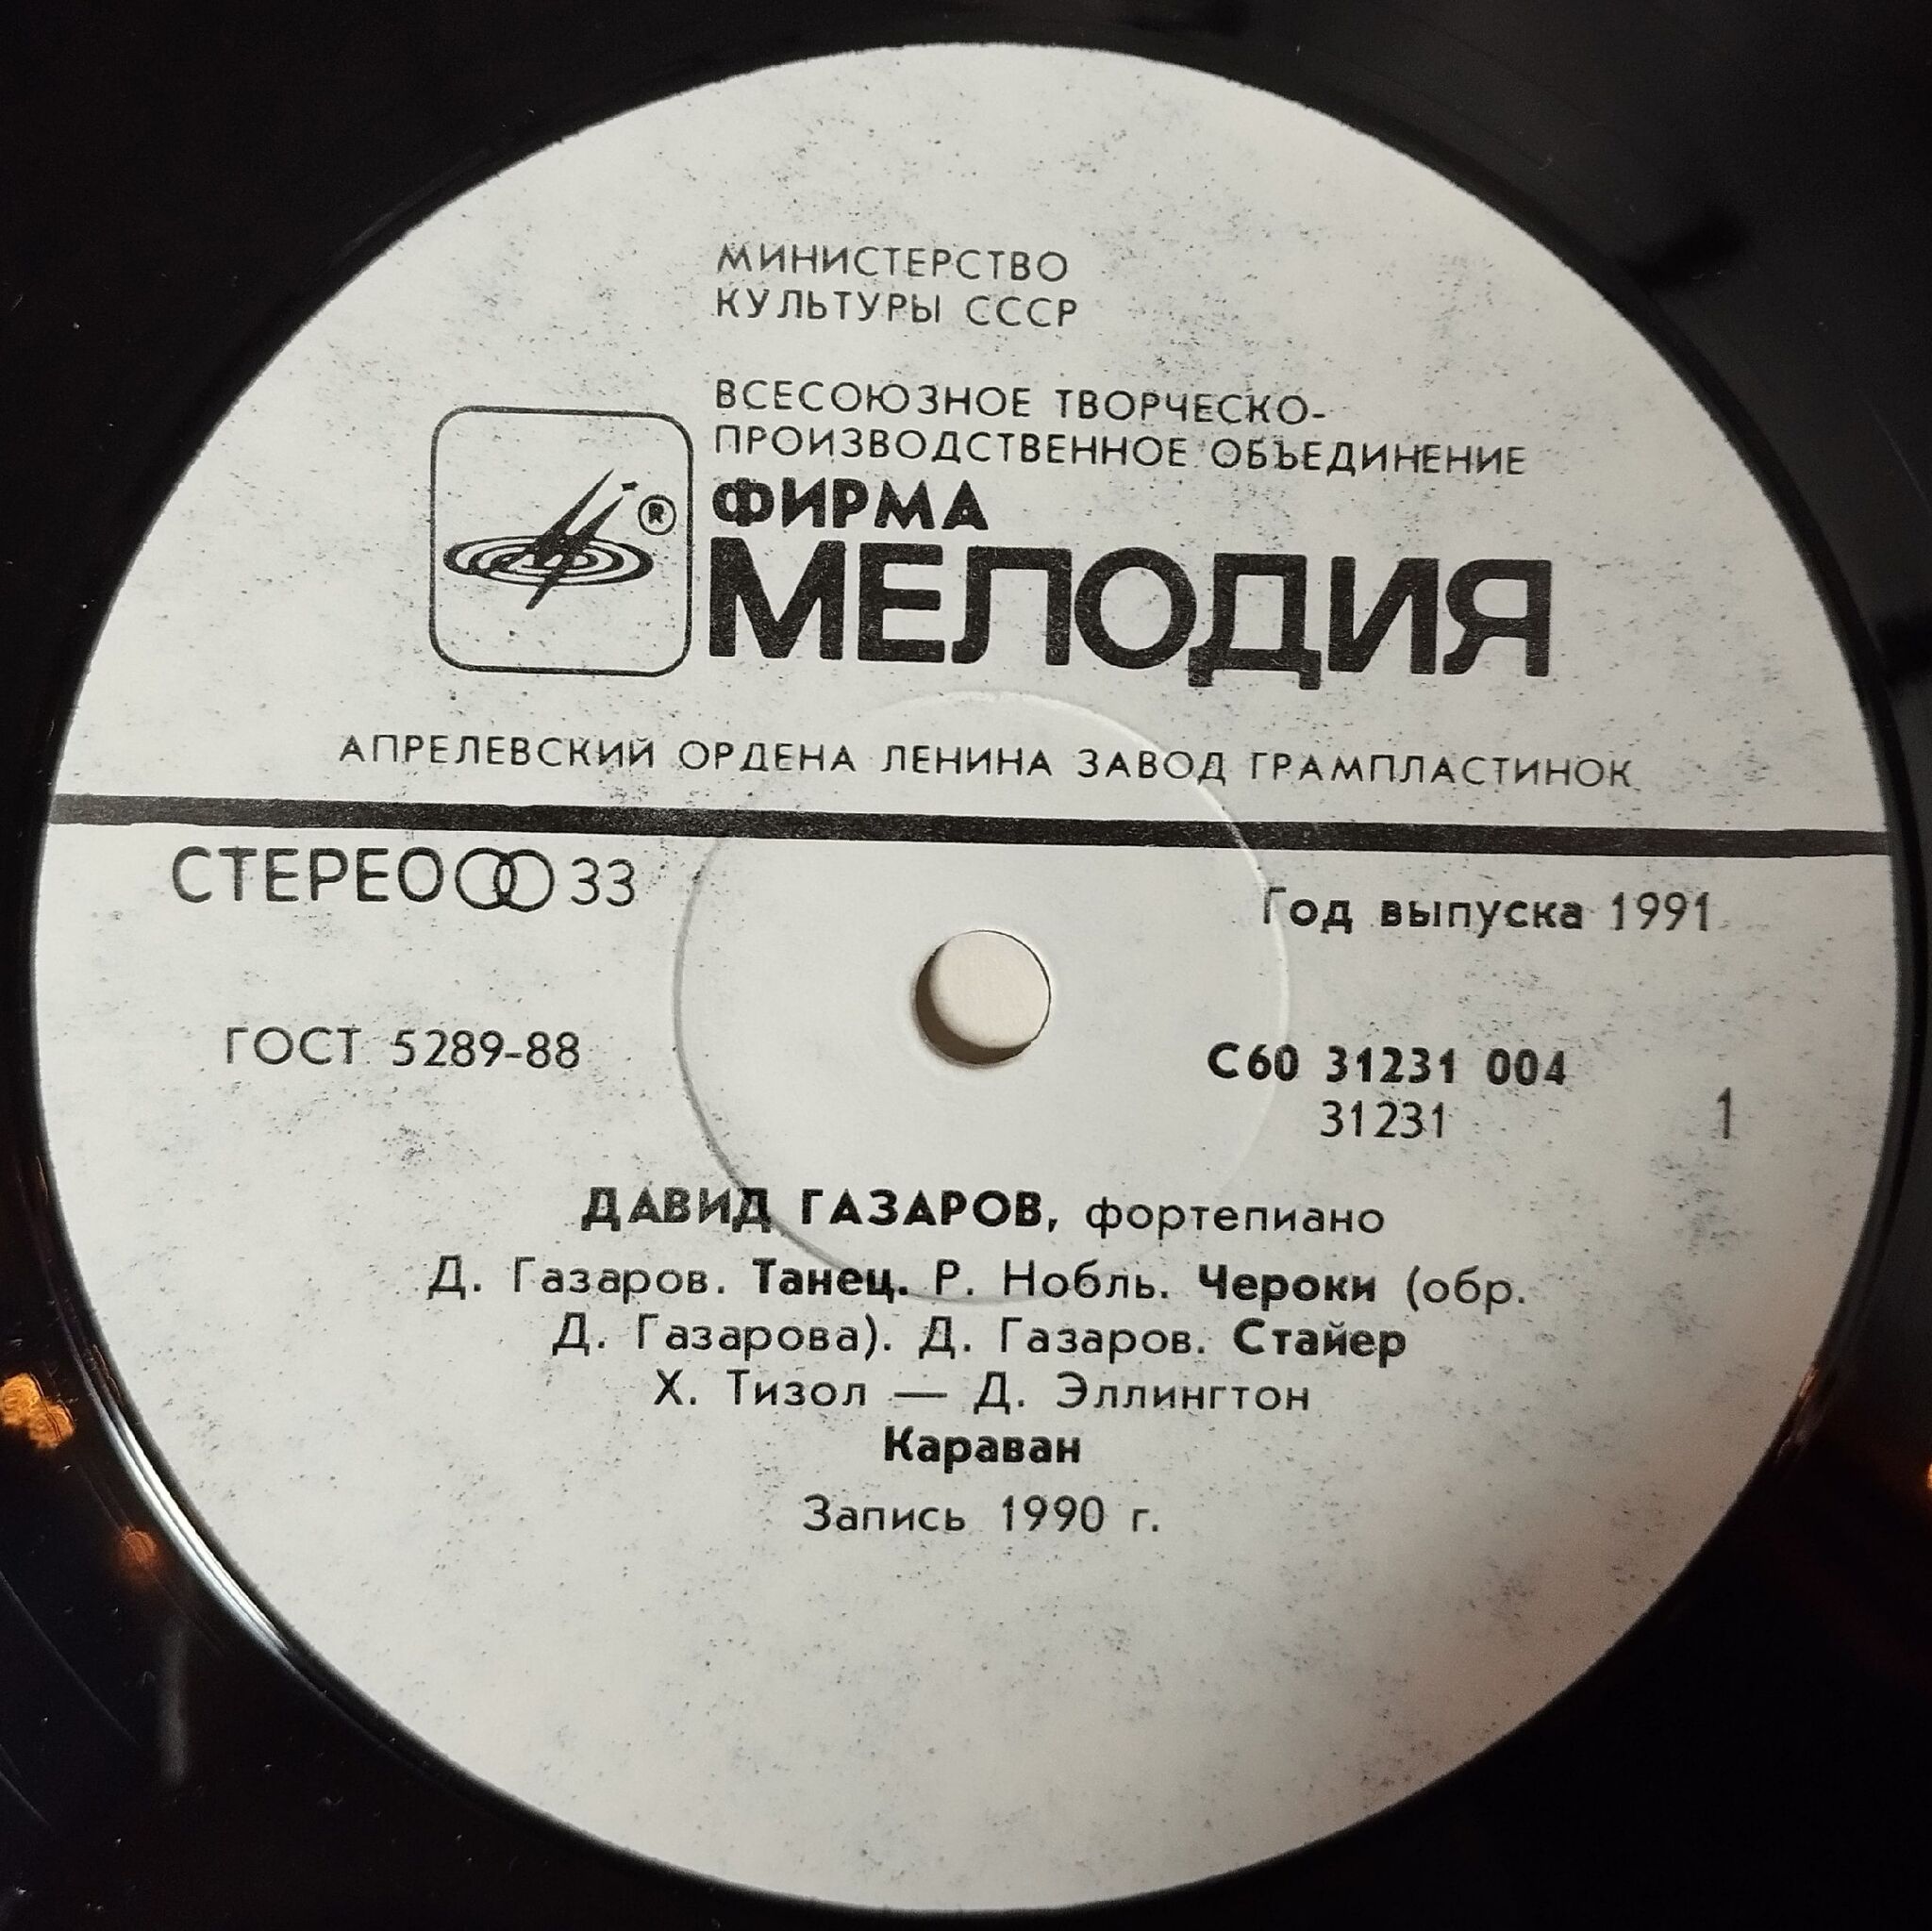 МИНИСТЕРСТВО
КУЛЬТУРЫ СССР
ВСЕСОЮЗНОЕ ТВОРЧЕСКО-
ПРОИЗВОДСТВЕННОЕ ОБЪЕДИНЕНИЕ
ФИРМА
®
МЕЛОДИЯ
АПРЕЛЕВСКИЙ ОРДЕНА ЛЕНИНА ЗАВОД ГРАМПЛАСТИНОК
СТЕРЕО 33
Год выпуска 1991
ГОСТ 5289-88
С60 31231 004
31231
1
ДАВИД ГАЗАРОВ, фортепиано
Д. Газаров. Танец. Р. Нобль. Чероки (обр.
Д. Газарова). Д. Газаров. Стайер
Х. Тизол — Д. Эллингтон
Караван
Запись 1990 г.